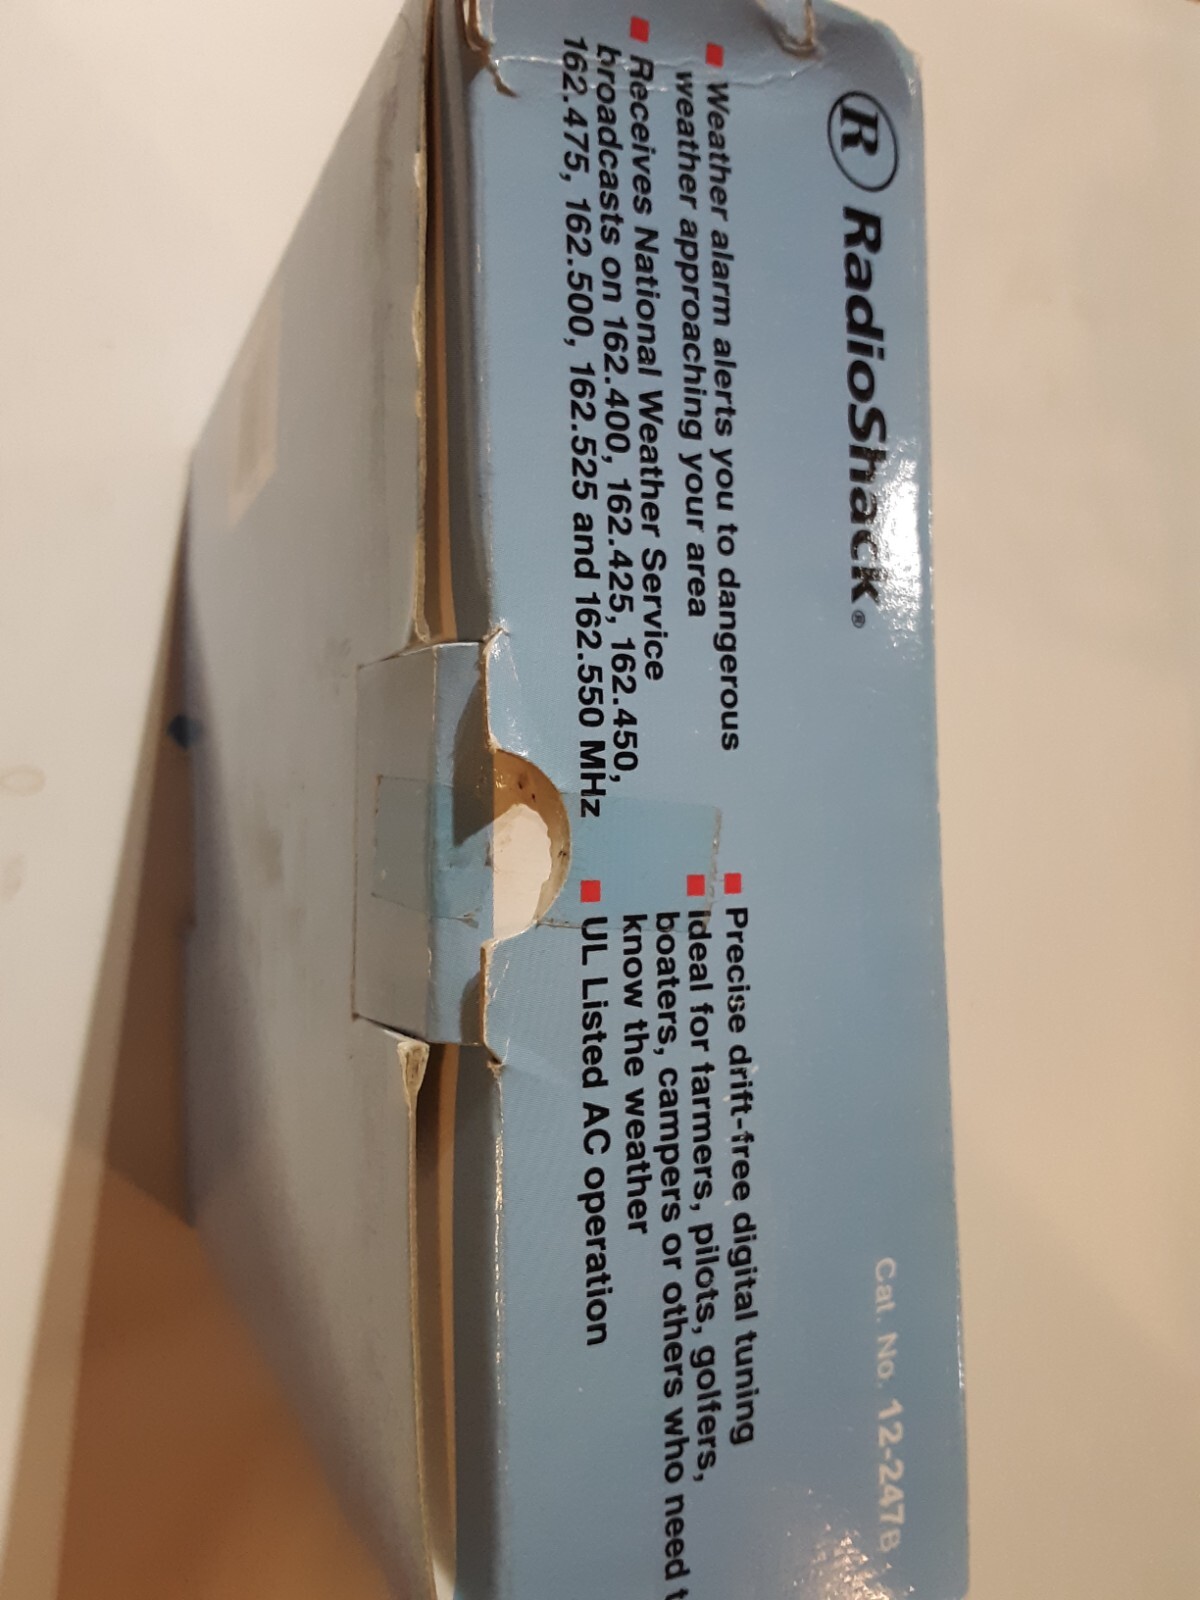 R RadioShack®
Cat. No. 12-247B
Weather alarm alerts you to dangerous
weather approaching your area
Receives National Weather Service
broadcasts on 162.400, 162.425, 162.450,
162.475, 162.500, 162.525 and 162.550 MHz
Precise drift-free digital tuning
Ideal for farmers, pilots, golfers,
boaters, campers or others who need t
know the weather
UL Listed AC operation